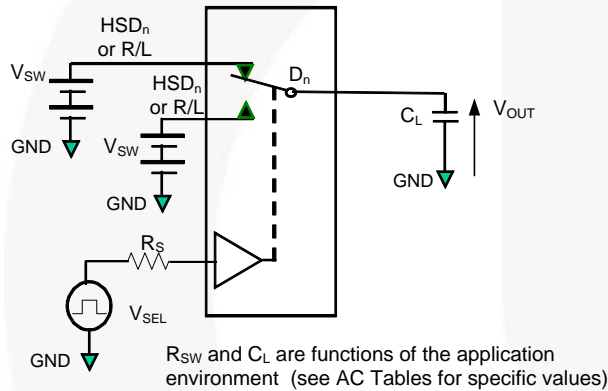 HSDn
or R/L
VSW
GND
HSDn
or R/L
VSW
GND
Dn
CL
VOUT
GND
RS
VSEL
GND
RSW and CL are functions of the application
environment (see AC Tables for specific values)